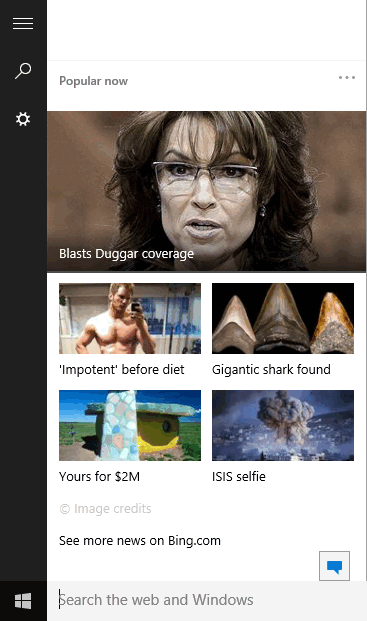 Popular now
Blasts Duggar coverage
'Impotent' before diet
Gigantic shark found
Yours for $2M
ISIS selfie
© Image credits
See more news on Bing.com
Search the web and Windows